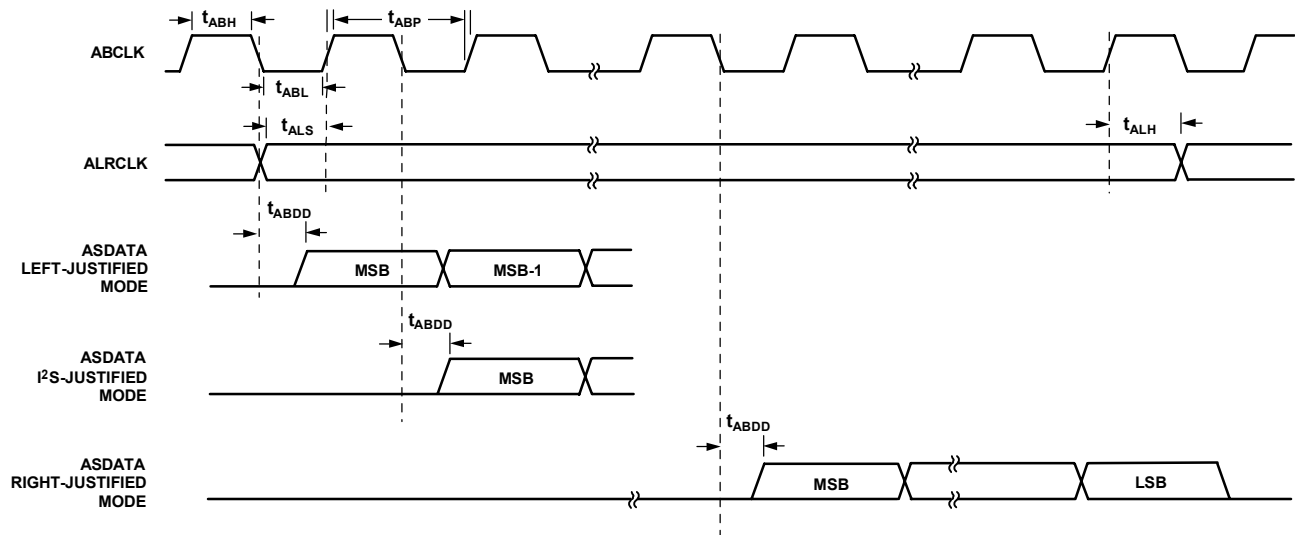 tABH
tABP
ABCLK
tABL
tALS
tALH
ALRCLK
tABDD
ASDATA
LEFT-JUSTIFIED
MODE
MSB
MSB-1
tABDD
ASDATA
I²S-JUSTIFIED
MODE
MSB
tABDD
ASDATA
RIGHT-JUSTIFIED
MODE
MSB
LSB